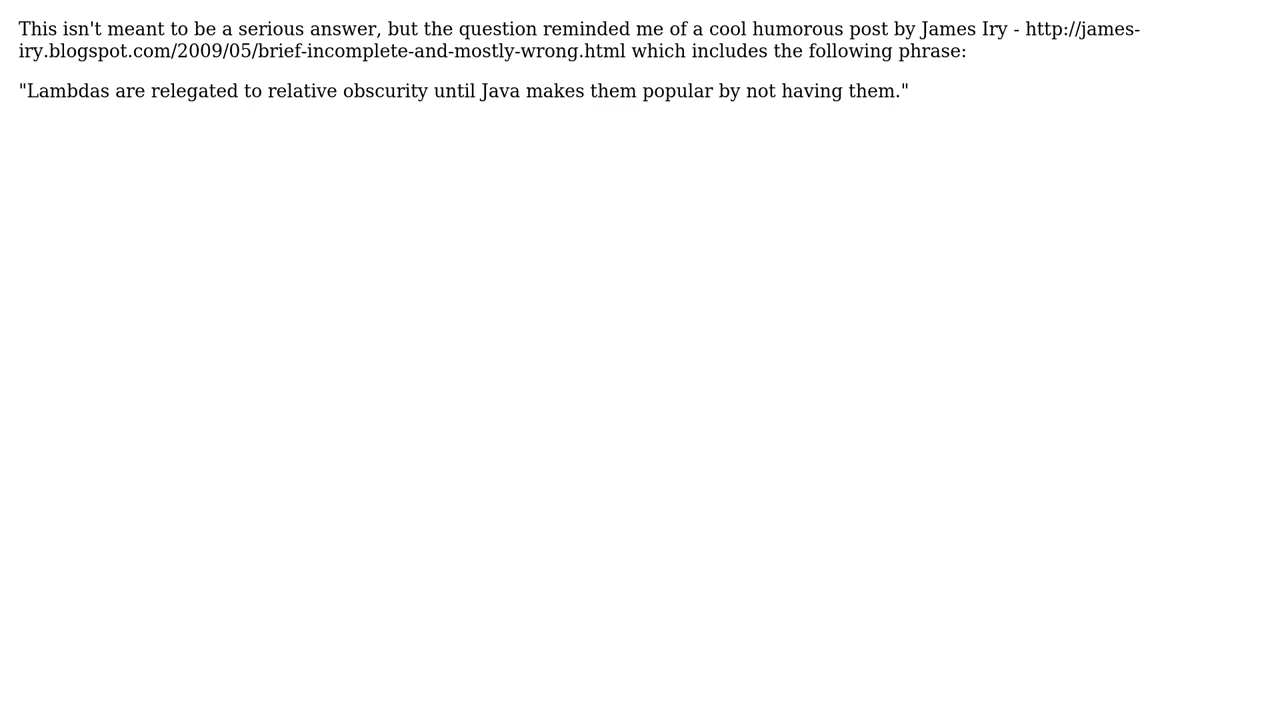 This isn't meant to be a serious answer, but the question reminded me of a cool humorous post by James Iry - http://james-
iry.blogspot.com/2009/05/brief-incomplete-and-mostly-wrong.html which includes the following phrase:
"Lambdas are relegated to relative obscurity until Java makes them popular by not having them."